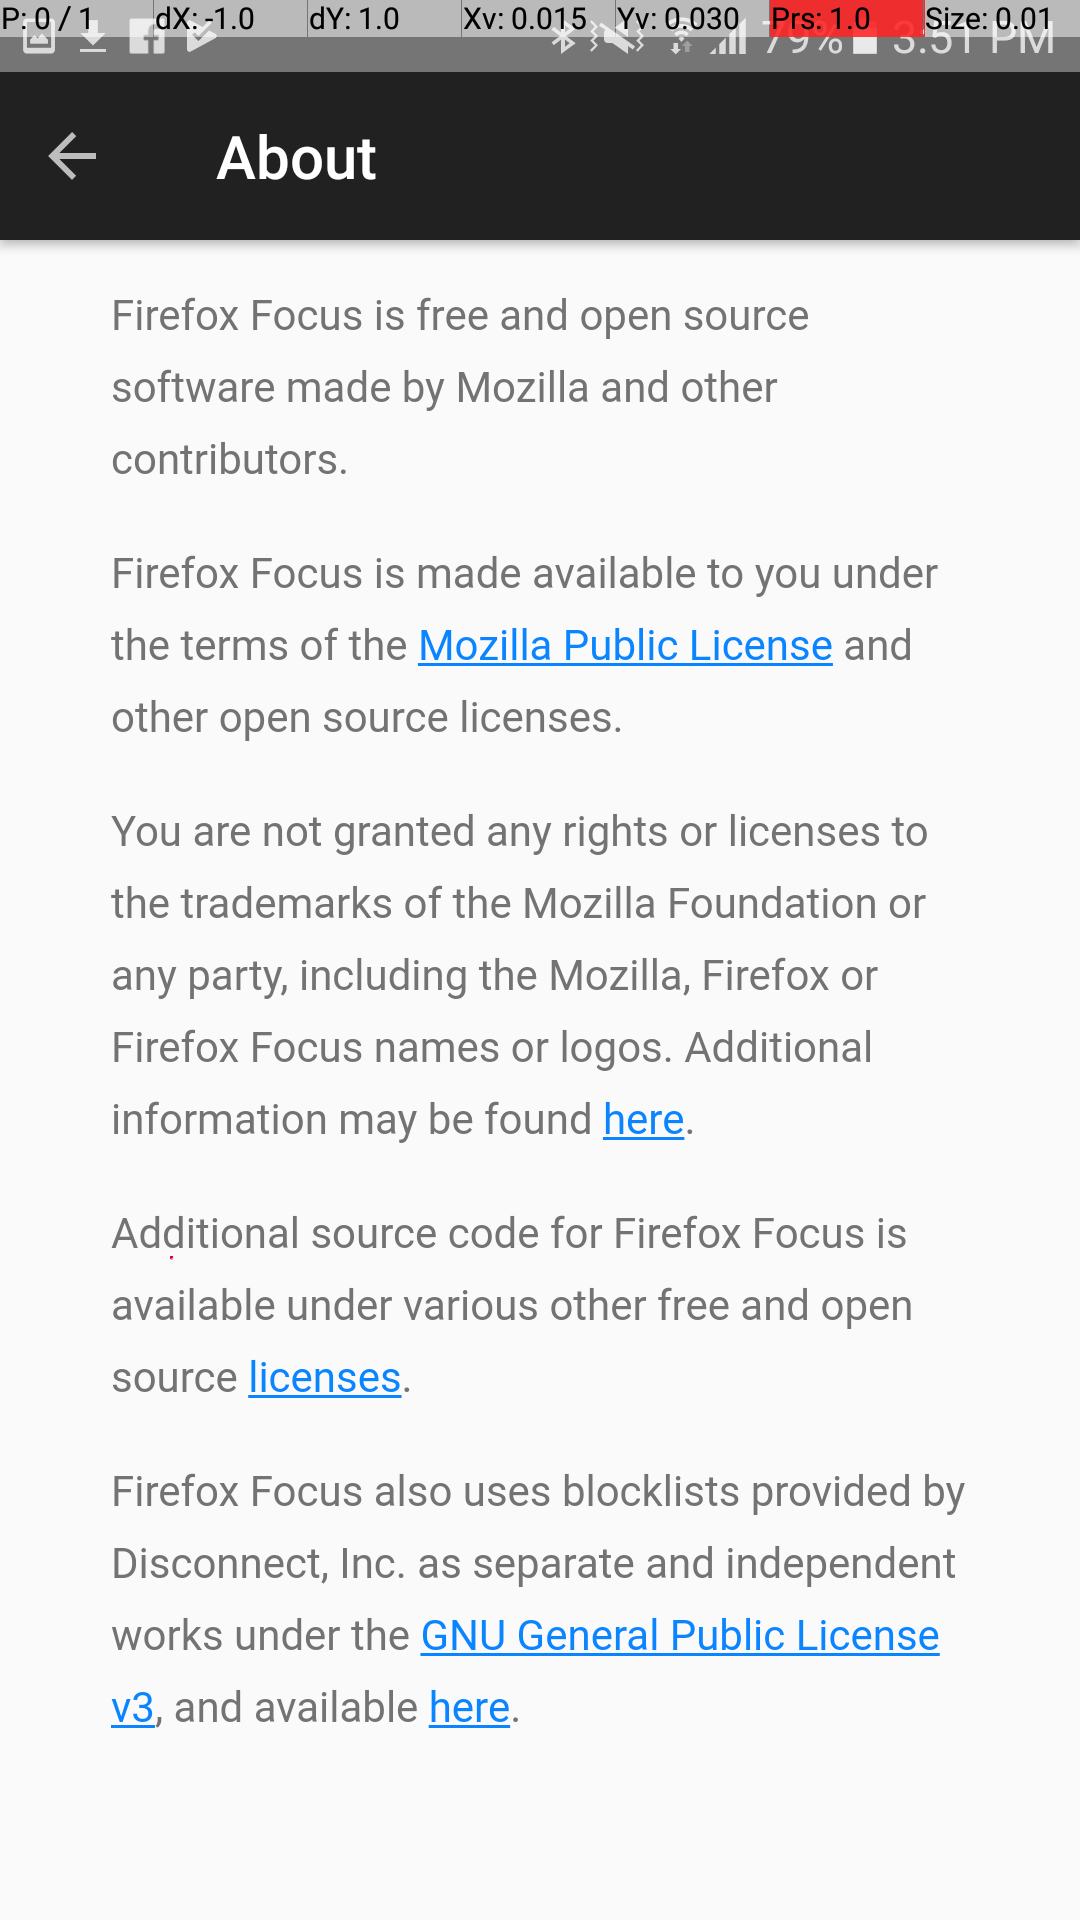 P: 0 / 1 dX: -1.0 dY: 1.0 Xv: 0.015 Yv: 0.030 Prs: 1.0 Size: 0.01
79% 3:51 PM
About
Firefox Focus is free and open source
software made by Mozilla and other
contributors.
Firefox Focus is made available to you under
the terms of the Mozilla Public License and
other open source licenses.
You are not granted any rights or licenses to
the trademarks of the Mozilla Foundation or
any party, including the Mozilla, Firefox or
Firefox Focus names or logos. Additional
information may be found here.
Additional source code for Firefox Focus is
available under various other free and open
source licenses.
Firefox Focus also uses blocklists provided by
Disconnect, Inc. as separate and independent
works under the GNU General Public License
v3, and available here.